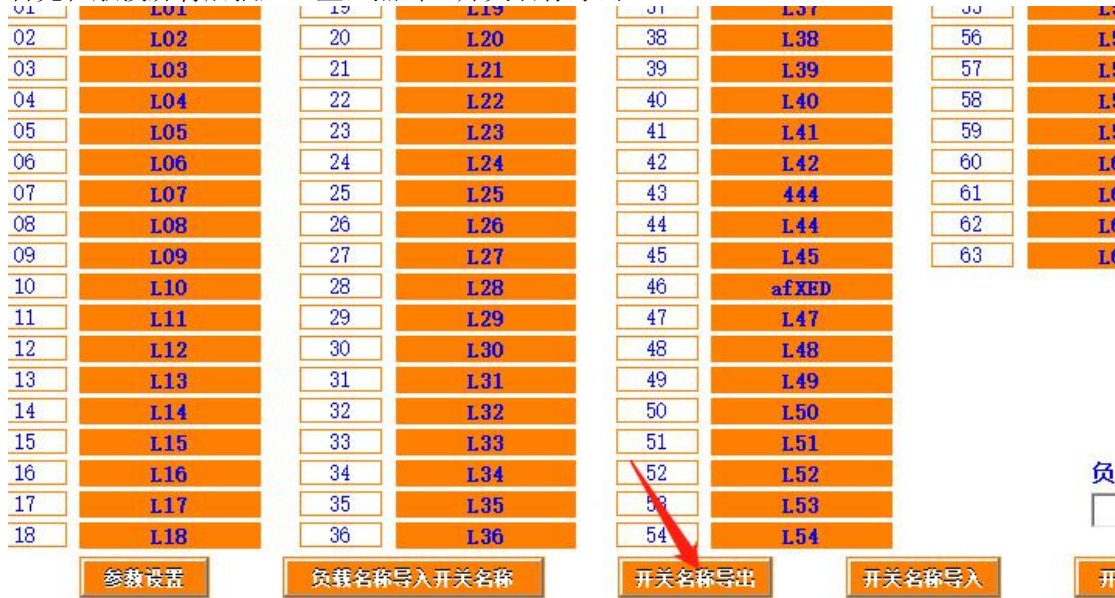 02 L02 20 L20 38 L38 56
03 L03 21 L21 39 L39 57
04 L04 22 L22 40 L40 58
05 L05 23 L23 41 L41 59
06 L06 24 L24 42 L42 60
07 L07 25 L25 43 444 61
08 L08 26 L26 44 L44 62
09 L09 27 L27 45 L45 63
10 L10 28 L28 46 afXED
11 L11 29 L29 47 L47
12 L12 30 L30 48 L48
13 L13 31 L31 49 L49
14 L14 32 L32 50 L50
15 L15 33 L33 51 L51
16 L16 34 L34 52 L52 负
17 L17 35 L35 53 L53
18 L18 36 L36 54 L54
参数设置 负载名称导入开关名称 开关名称导出 开关名称导入 开